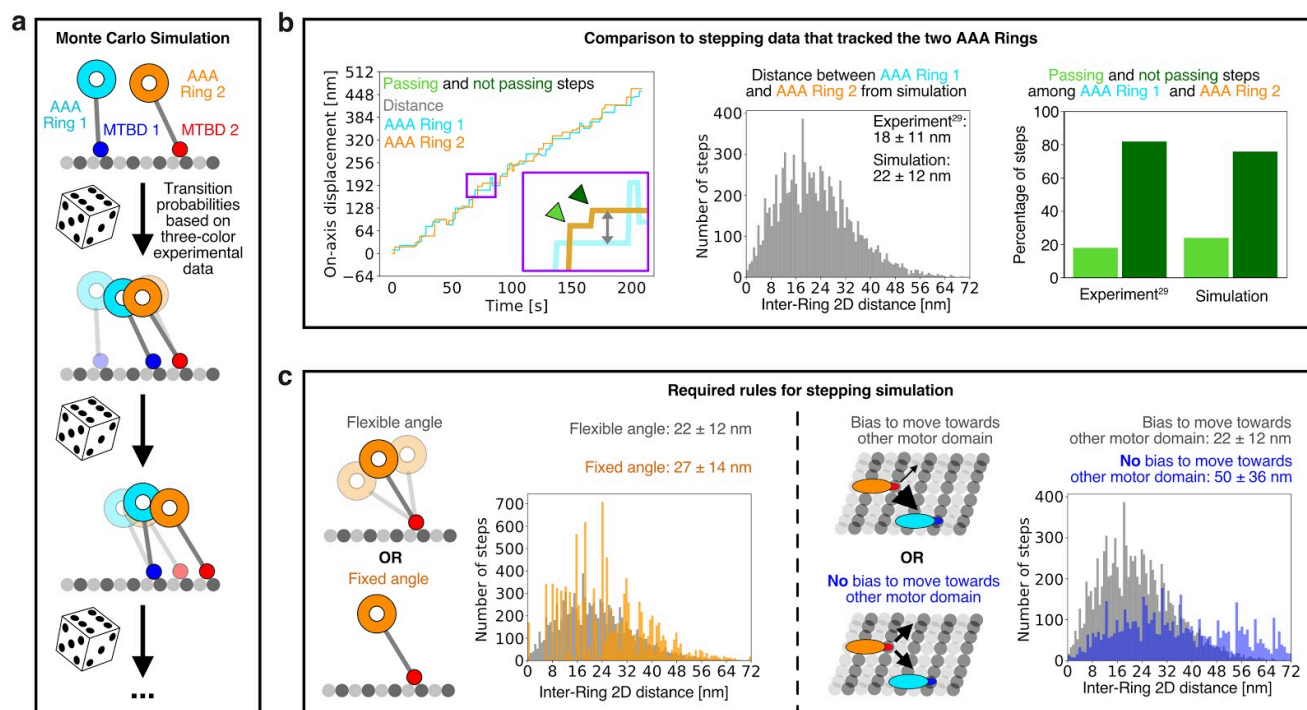 a
Monte Carlo Simulation
AAA
Ring 1
AAA
Ring 2
MTBD 1
MTBD 2
Transition
probabilities
based on
three-color
experimental
data
...
b
Comparison to stepping data that tracked the two AAA Rings
Passing and not passing steps
Distance
AAA Ring 1
AAA Ring 2
On-axis displacement [nm]
512
448
384
320
256
192
128
64
0
−64
0
50
100
150
200
Time [s]
Distance between AAA Ring 1
and AAA Ring 2 from simulation
Experiment²⁹:
18 ± 11 nm
Simulation:
22 ± 12 nm
Number of steps
400
300
200
100
0
0 8 16 24 32 40 48 56 64 72
Inter-Ring 2D distance [nm]
Passing and not passing steps
among AAA Ring 1 and AAA Ring 2
Percentage of steps
100
80
60
40
20
0
Experiment²⁹
Simulation
c
Required rules for stepping simulation
Flexible angle
OR
Fixed angle
Flexible angle: 22 ± 12 nm
Fixed angle: 27 ± 14 nm
Number of steps
700
600
500
400
300
200
100
0
0 8 16 24 32 40 48 56 64 72
Inter-Ring 2D distance [nm]
Bias to move towards
other motor domain
OR
No bias to move towards
other motor domain
Bias to move towards
other motor domain: 22 ± 12 nm
No bias to move towards
other motor domain: 50 ± 36 nm
Number of steps
400
300
200
100
0
0 8 16 24 32 40 48 56 64 72
Inter-Ring 2D distance [nm]